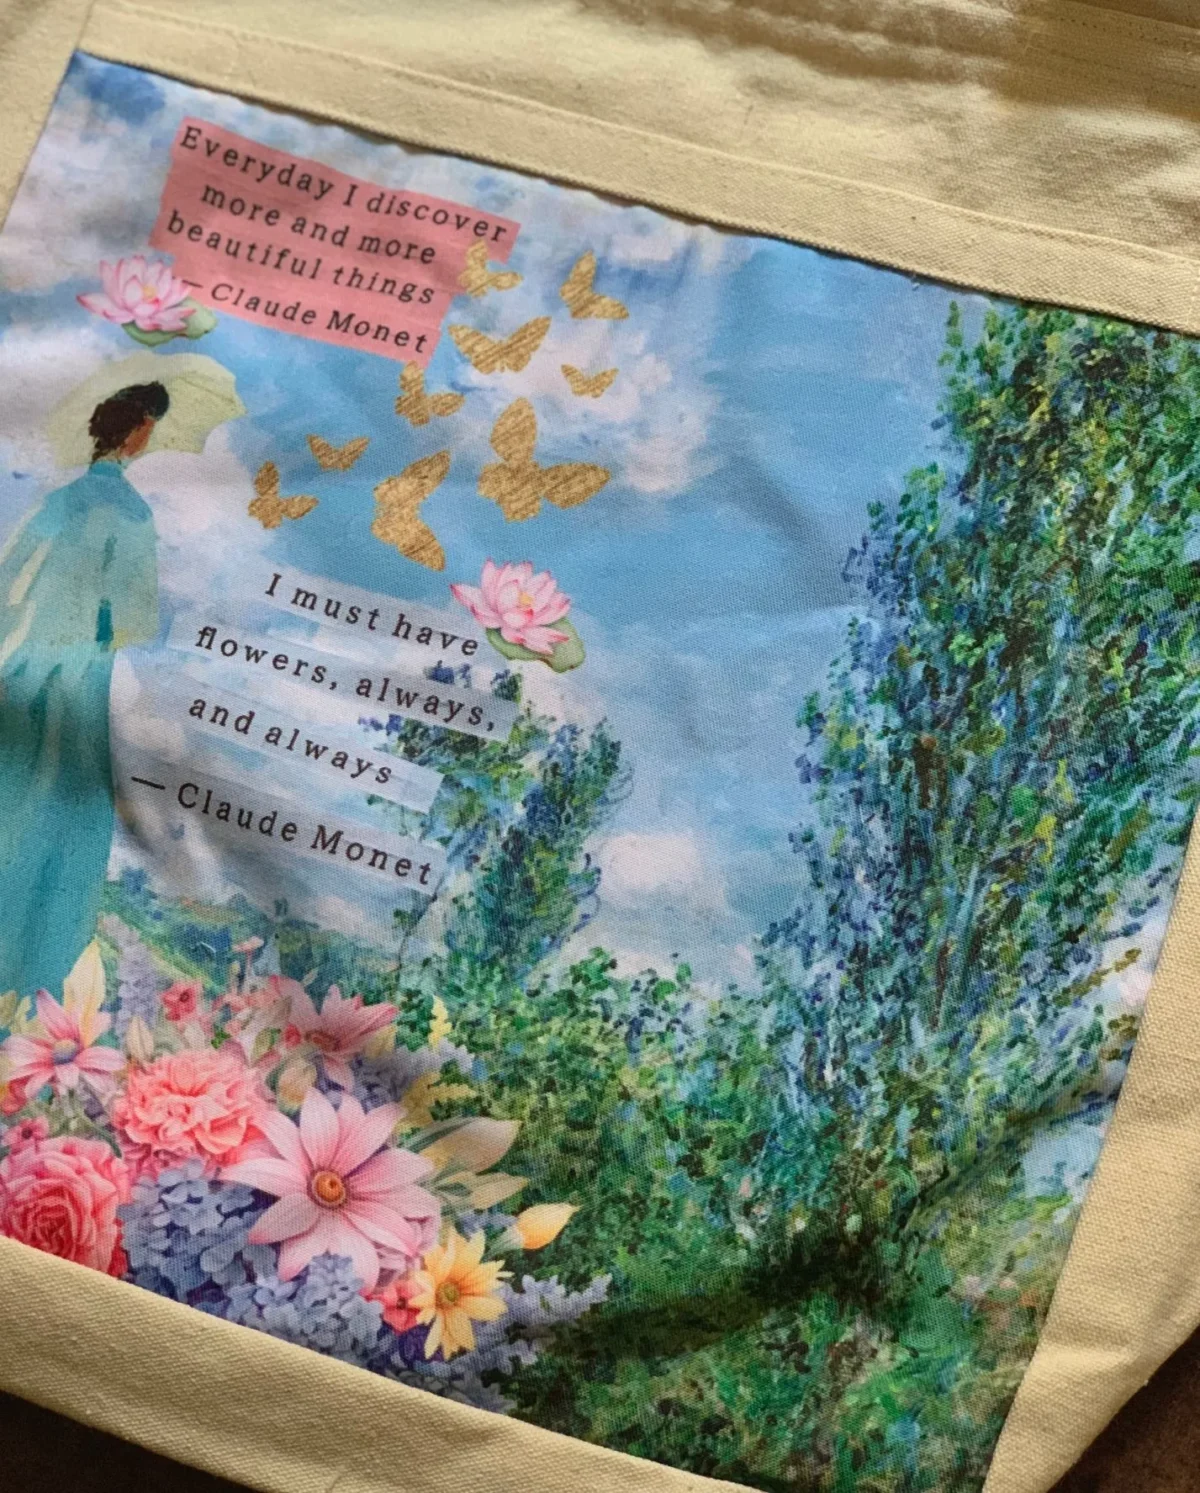 Everyday I discover
more and more
beautiful things
— Claude Monet
I must have
flowers, always,
and always
— Claude Monet